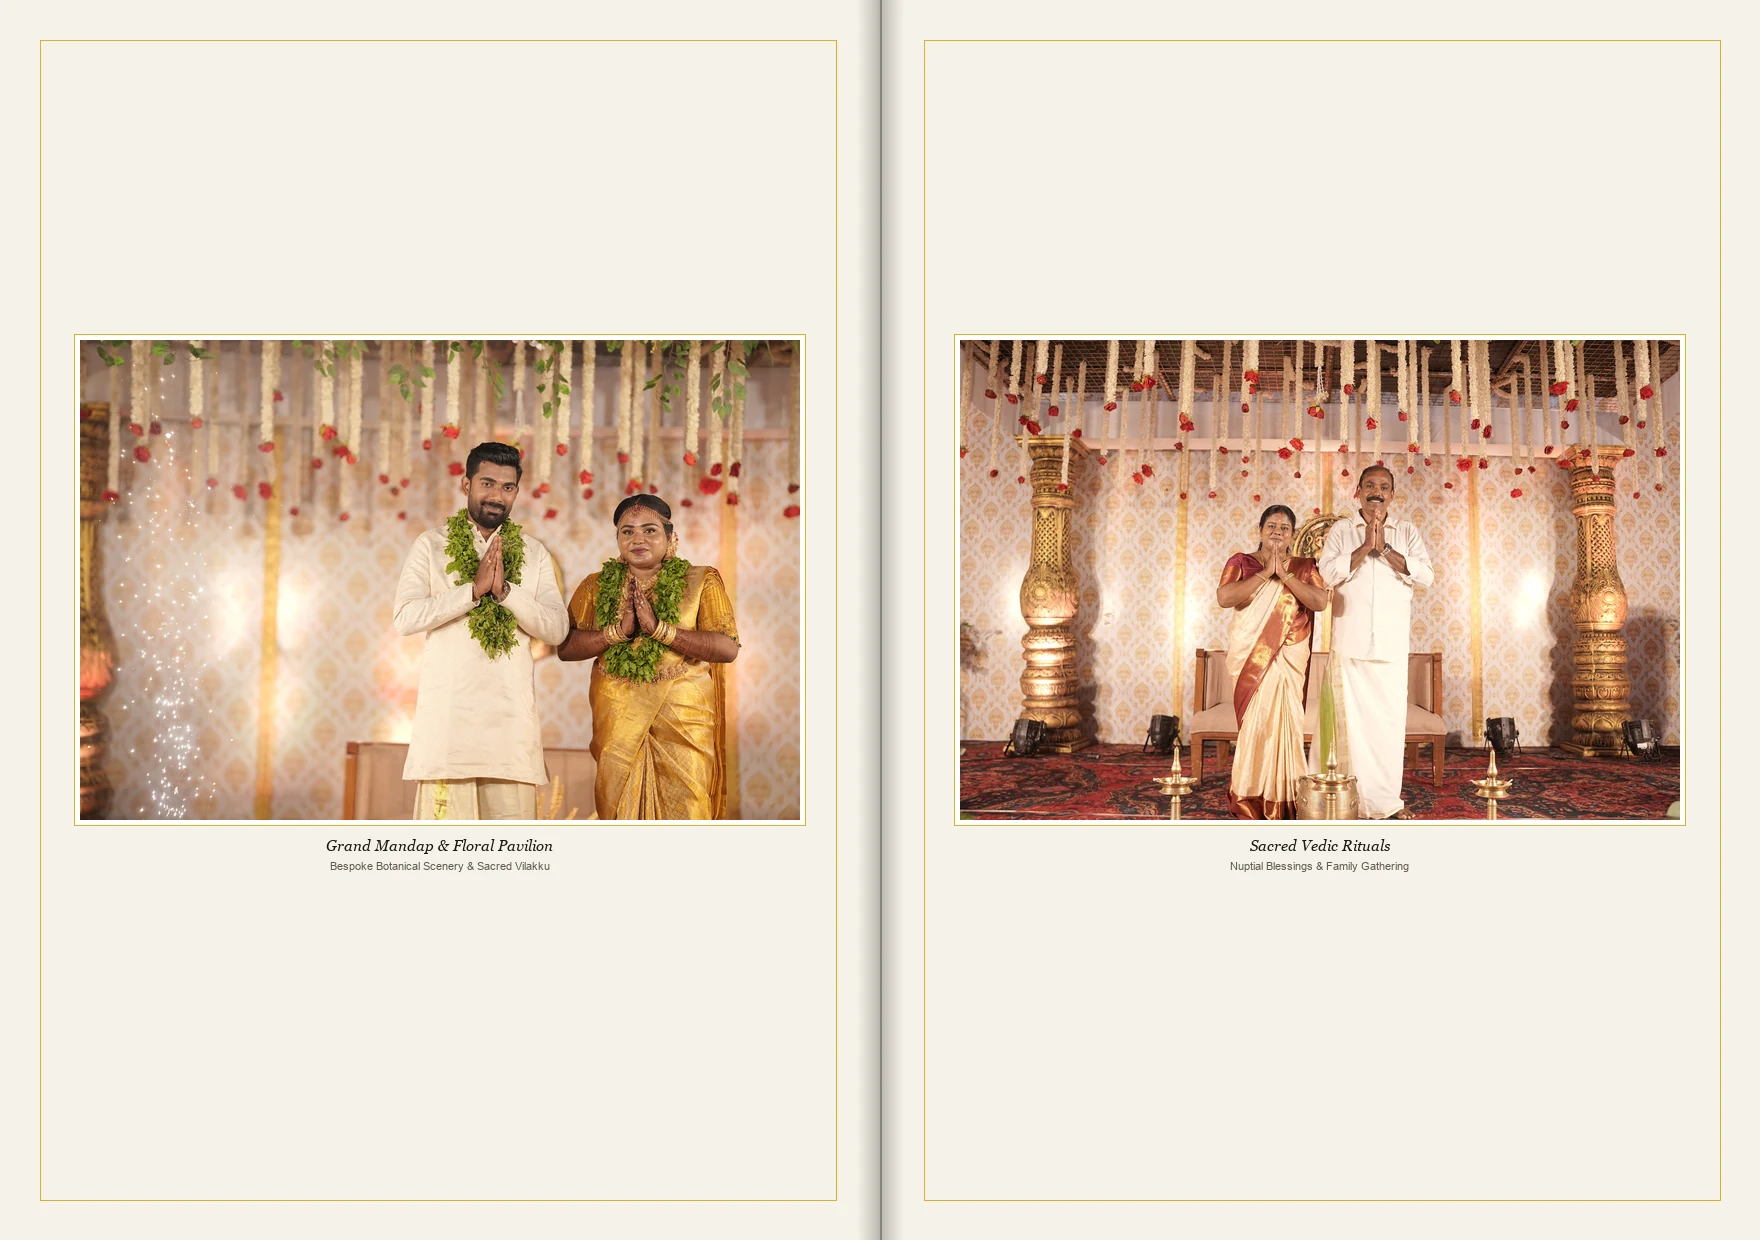 Grand Mandap & Floral Pavilion
Bespoke Botanical Scenery & Sacred Vilakku
Sacred Vedic Rituals
Nuptial Blessings & Family Gathering